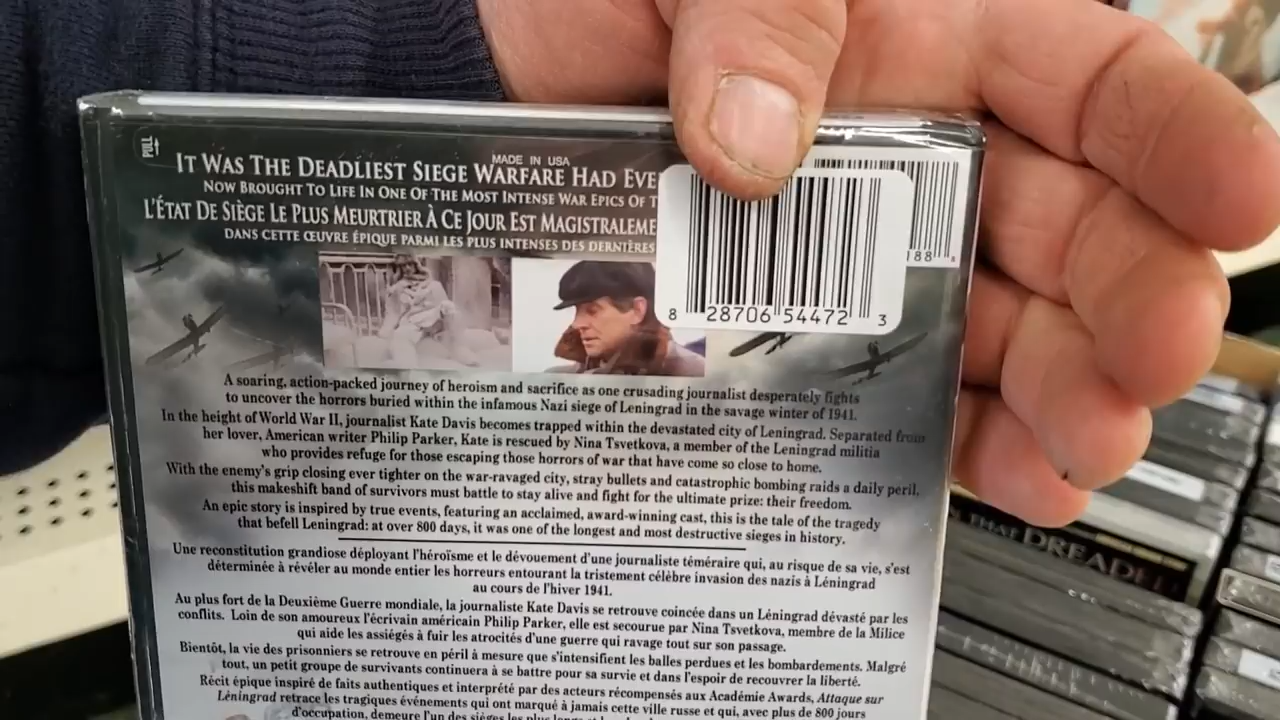 PULL
MADE IN USA
IT WAS THE DEADLIEST SIEGE WARFARE HAD EVE
NOW BROUGHT TO LIFE IN ONE OF THE MOST INTENSE WAR EPICS OF T
L'ÉTAT DE SIÈGE LE PLUS MEURTRIER À CE JOUR EST MAGISTRALEME
DANS CETTE ŒUVRE ÉPIQUE PARMI LES PLUS INTENSES DES DERNIÈRES
188
8 28706 54472 3
A soaring, action-packed journey of heroism and sacrifice as one crusading journalist desperately fights
to uncover the horrors buried within the infamous Nazi siege of Leningrad in the savage winter of 1941.
In the height of World War II, journalist Kate Davis becomes trapped within the devastated city of Leningrad. Separated from
her lover, American writer Philip Parker, Kate is rescued by Nina Tsvetkova, a member of the Leningrad militia
who provides refuge for those escaping those horrors of war that have come so close to home.
With the enemy's grip closing ever tighter on the war-ravaged city, stray bullets and catastrophic bombing raids a daily peril,
this makeshift band of survivors must battle to stay alive and fight for the ultimate prize: their freedom.
An epic story is inspired by true events, featuring an acclaimed, award-winning cast, this is the tale of the tragedy
that befell Leningrad: at over 800 days, it was one of the longest and most destructive sieges in history.
Une reconstitution grandiose déployant l'héroïsme et le dévouement d'une journaliste téméraire qui, au risque de sa vie, s'est
déterminée à révéler au monde entier les horreurs entourant la tristement célèbre invasion des nazis à Léningrad
au cours de l'hiver 1941.
Au plus fort de la Deuxième Guerre mondiale, la journaliste Kate Davis se retrouve coincée dans un Léningrad dévasté par les
conflits. Loin de son amoureux l'écrivain américain Philip Parker, elle est secourue par Nina Tsvetkova, membre de la Milice
qui aide les assiégés à fuir les atrocités d'une guerre qui ravage tout sur son passage.
Bientôt, la vie des prisonniers se retrouve en péril à mesure que s'intensifient les balles perdues et les bombardements. Malgré
tout, un petit groupe de survivants continuera à se battre pour sa survie et dans l'espoir de recouvrer la liberté.
Récit épique inspiré de faits authentiques et interprété par des acteurs récompensés aux Académie Awards, Attaque sur
Léningrad retrace les tragiques événements qui ont marqué à jamais cette ville russe et qui, avec plus de 800 jours
d'occupation, demeure l'un des sièges les plus
THAT DREAD